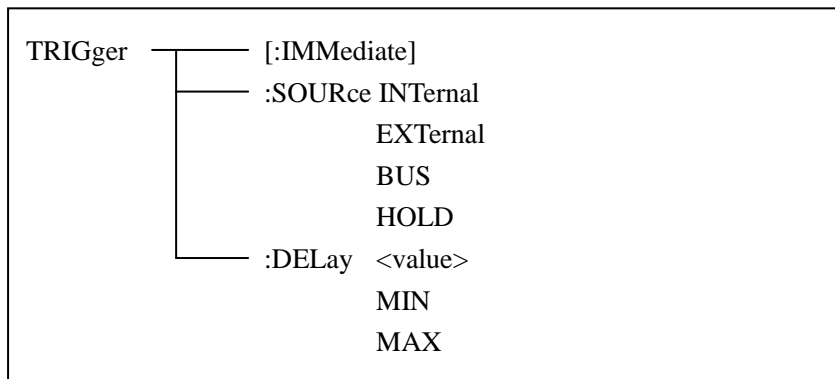 TRIGger [:IMMediate]
:SOURce INTernal
EXTernal
BUS
HOLD
:DELay <value>
MIN
MAX